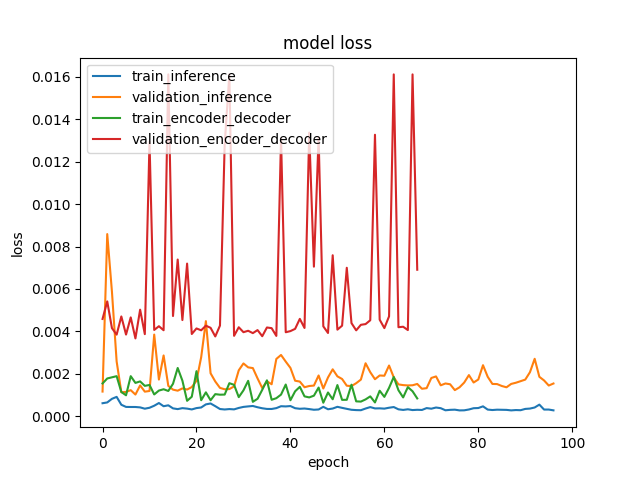 model loss
train_inference
validation_inference
train_encoder_decoder
validation_encoder_decoder
0.016
0.014
0.012
0.010
0.008
0.006
0.004
0.002
0.000
loss
0 20 40 60 80 100
epoch